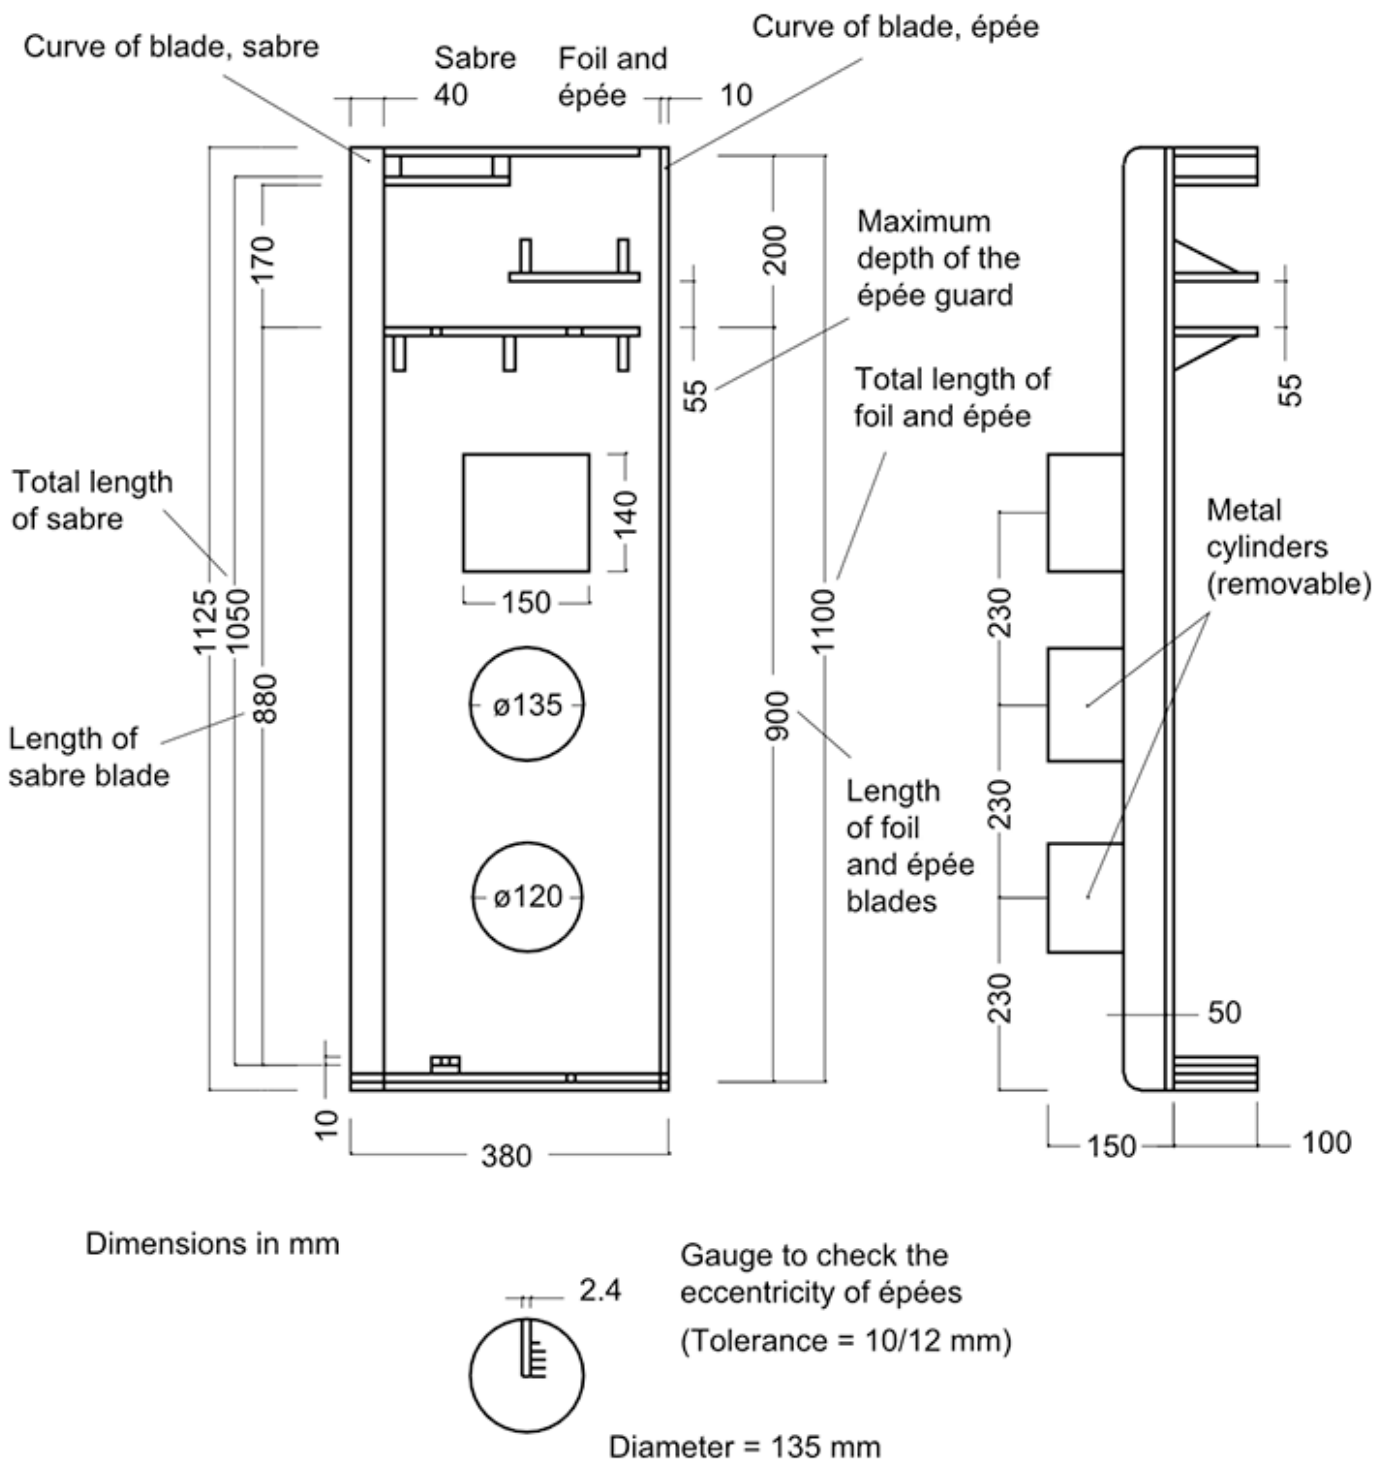 Curve of blade, sabre
Sabre
40
Foil and
épée
Curve of blade, épée
10
170
200
Maximum
depth of the
épée guard
55
55
Total length of
foil and épée
Total length
of sabre
140
150
Metal
cylinders
(removable)
1125
1050
880
1100
900
230
230
230
ø135
Length of
sabre blade
Length
of foil
and épée
blades
ø120
50
10
380
150
100
Dimensions in mm
2.4
Gauge to check the
eccentricity of épées
(Tolerance = 10/12 mm)
Diameter = 135 mm